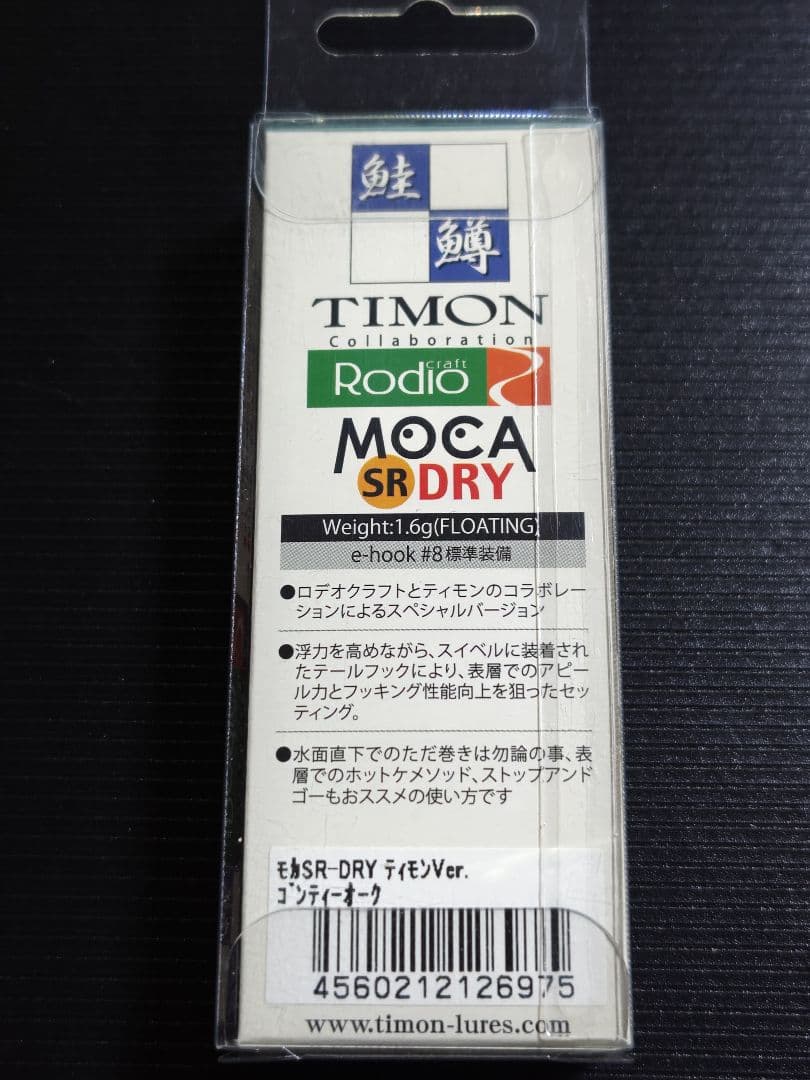 鮭
鱒
TIMON
Collaboration
Rodio craft
MOCA
SR DRY
Weight:1.6g(FLOATING)
e-hook #8標準装備
●ロデオクラフトとティモンのコラボレー
ションによるスペシャルバージョン
●浮力を高めながら、スイベルに装着され
たテールフックにより、表層でのアピー
ル力とフッキング性能向上を狙ったセッ
ティング。
●水面直下でのただ巻きは勿論の事、表
層でのホットケメソッド、ストップアンド
ゴーもおススメの使い方です
モカSR-DRY ティモンVer.
ゴンティーオーク
4560212126975
www.timon-lures.com